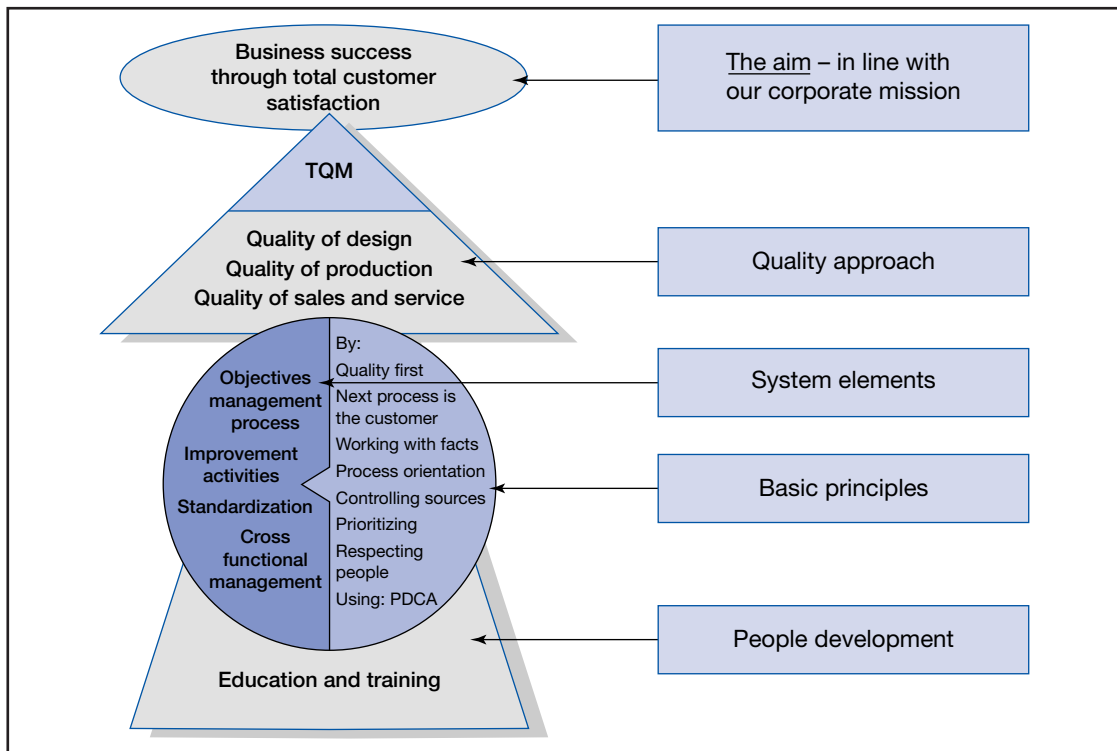 Business success
through total customer
satisfaction
The aim – in line with
our corporate mission
TQM
Quality of design
Quality of production
Quality of sales and service
Quality approach
Objectives
management
process
Improvement
activities
Standardization
Cross
functional
management
By:
Quality first
Next process is
the customer
Working with facts
Process orientation
Controlling sources
Prioritizing
Respecting
people
Using: PDCA
System elements
Basic principles
Education and training
People development